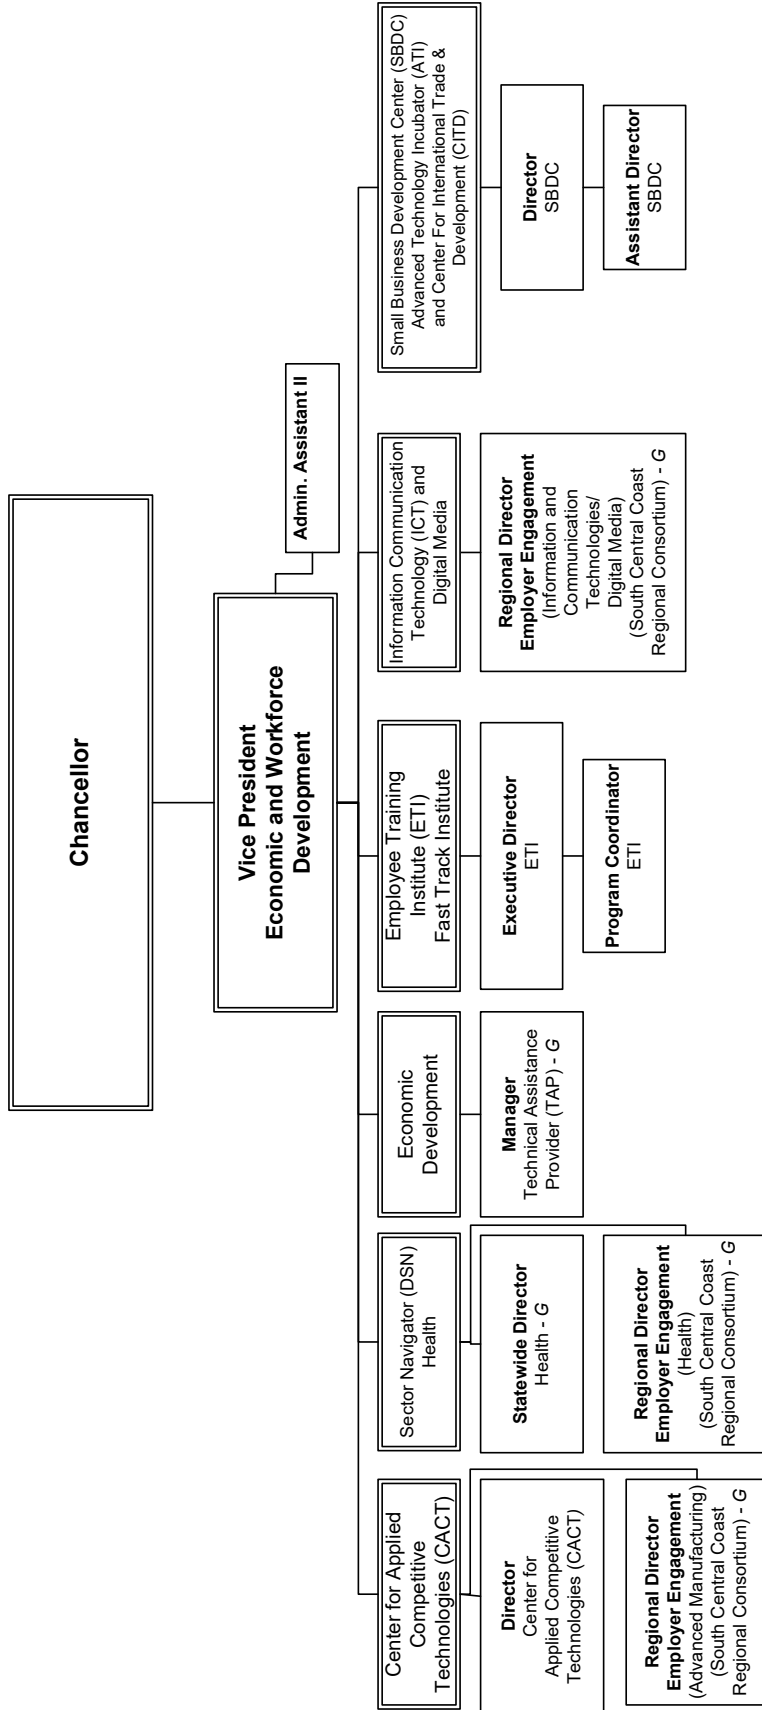 Chancellor
Vice President
Economic and Workforce
Development
Admin. Assistant II
Center for Applied
Competitive
Technologies (CACT)
Director
Center for
Applied Competitive
Technologies (CACT)
Regional Director
Employer Engagement
(Advanced Manufacturing)
(South Central Coast
Regional Consortium) - G
Sector Navigator (DSN)
Health
Statewide Director
Health - G
Regional Director
Employer Engagement
(Health)
(South Central Coast
Regional Consortium) - G
Economic
Development
Manager
Technical Assistance
Provider (TAP) - G
Employee Training
Institute (ETI)
Fast Track Institute
Executive Director
ETI
Program Coordinator
ETI
Information Communication
Technology (ICT) and
Digital Media
Regional Director
Employer Engagement
(Information and
Communication
Technologies/
Digital Media)
(South Central Coast
Regional Consortium) - G
Small Business Development Center (SBDC)
Advanced Technology Incubator (ATI)
and Center For International Trade &
Development (CITD)
Director
SBDC
Assistant Director
SBDC